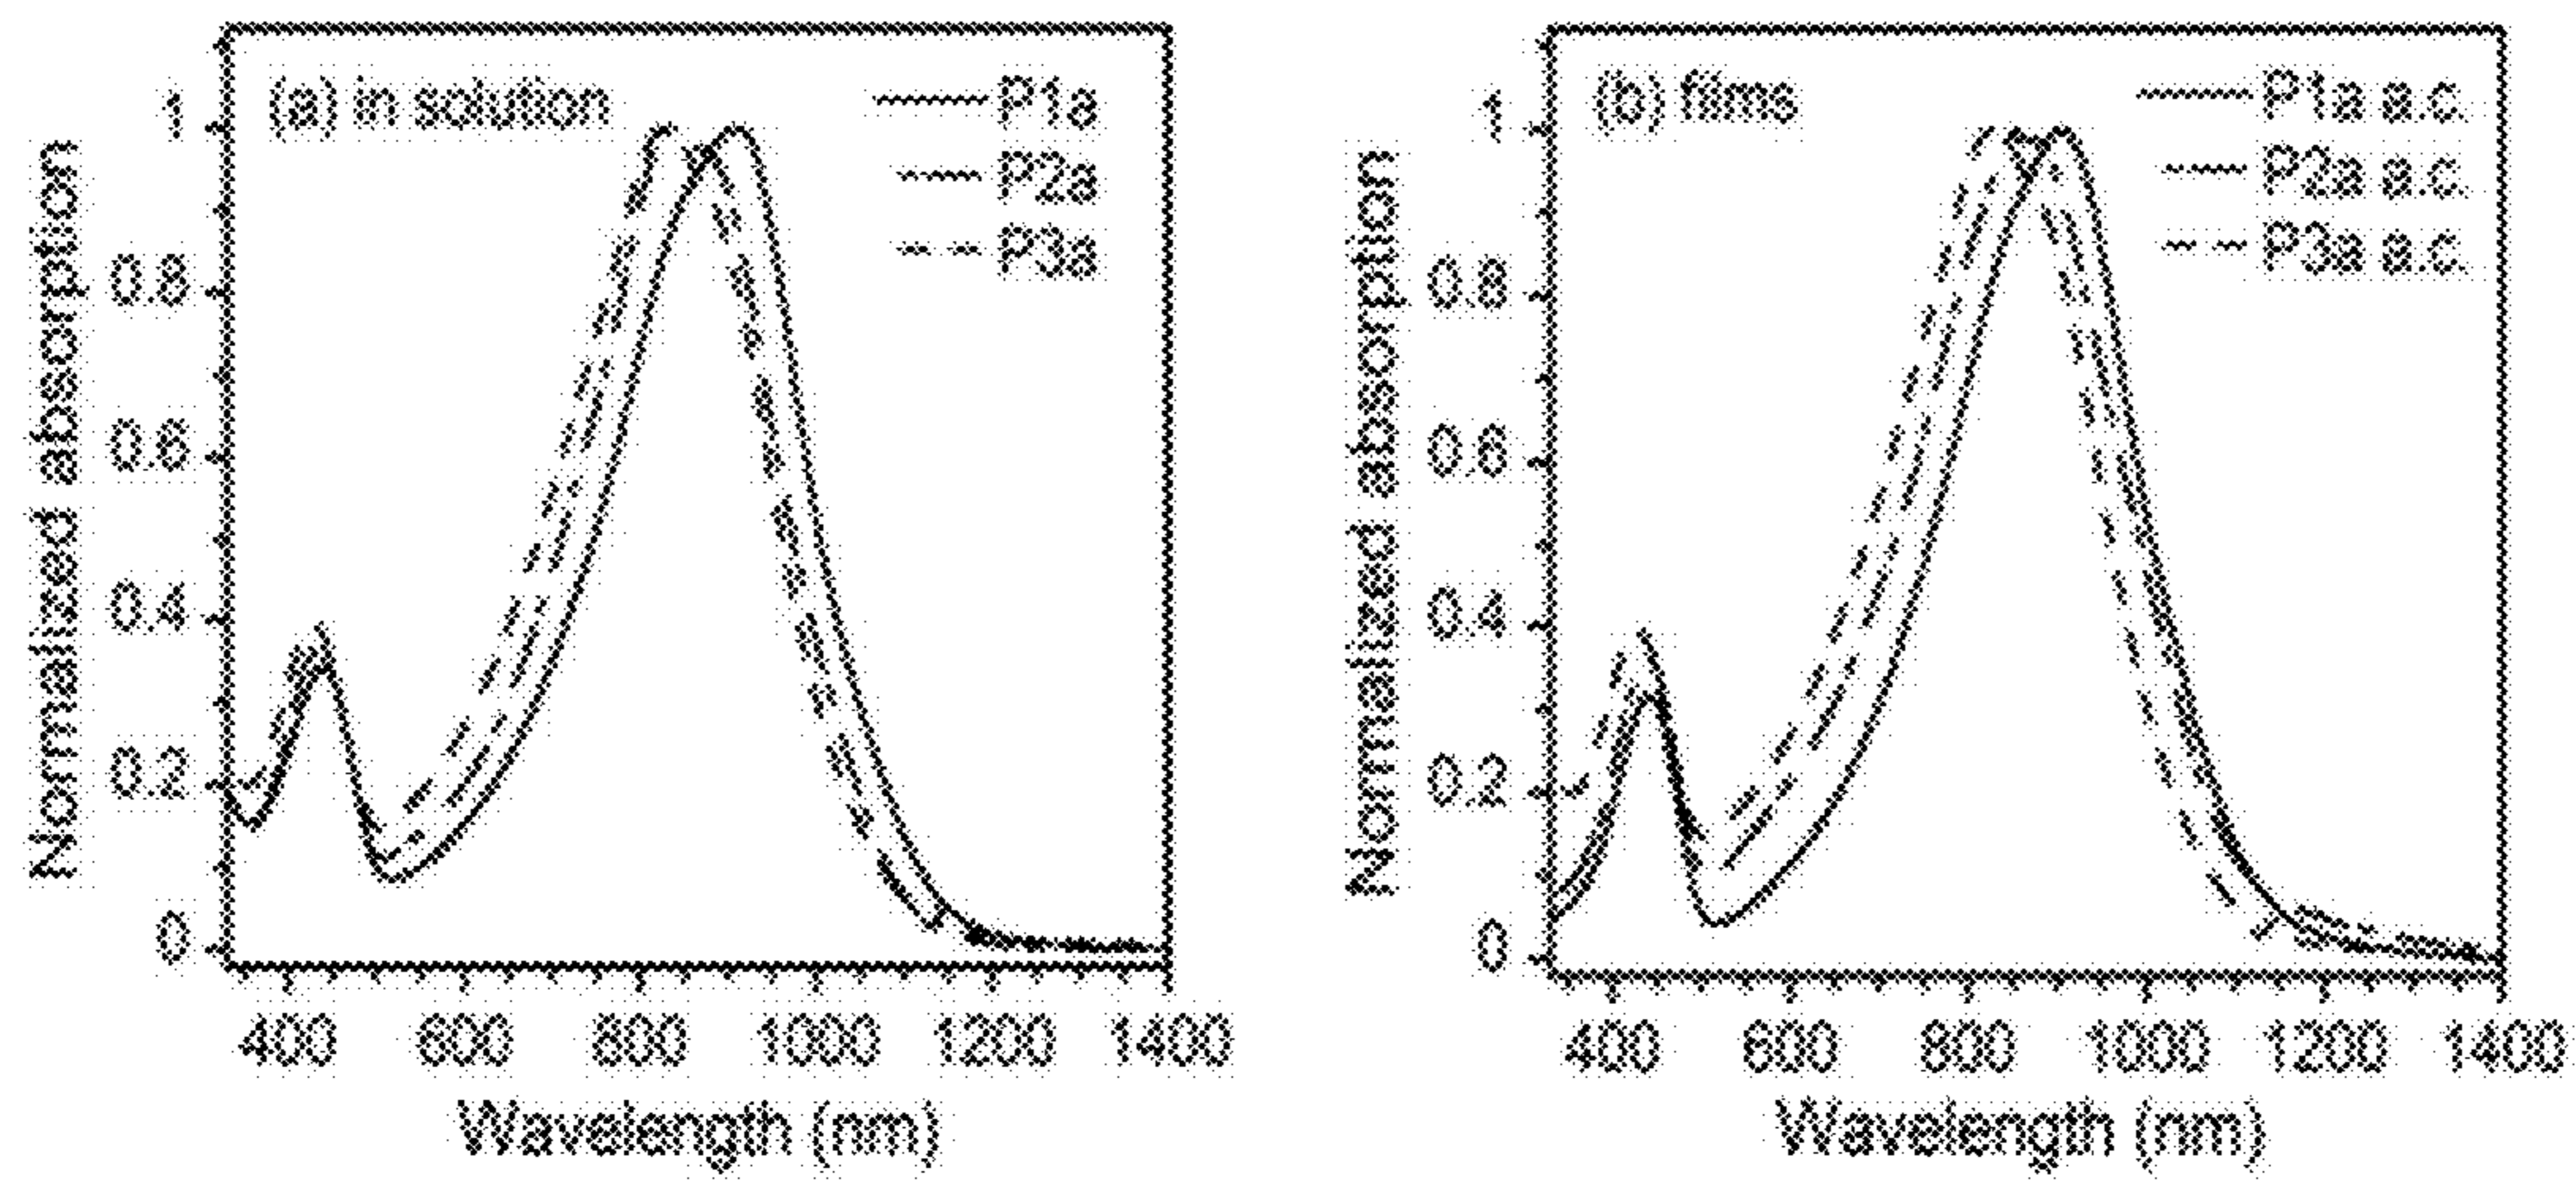 (a) in solution
P1a
P2a
P3a
1
0.8
0.6
0.4
0.2
0
Normalized absorption
400 600 800 1000 1200 1400
Wavelength (nm)
(b) films
P1a a.c.
P2a a.c.
P3a a.c.
1
0.8
0.6
0.4
0.2
0
Normalized absorption
400 600 800 1000 1200 1400
Wavelength (nm)